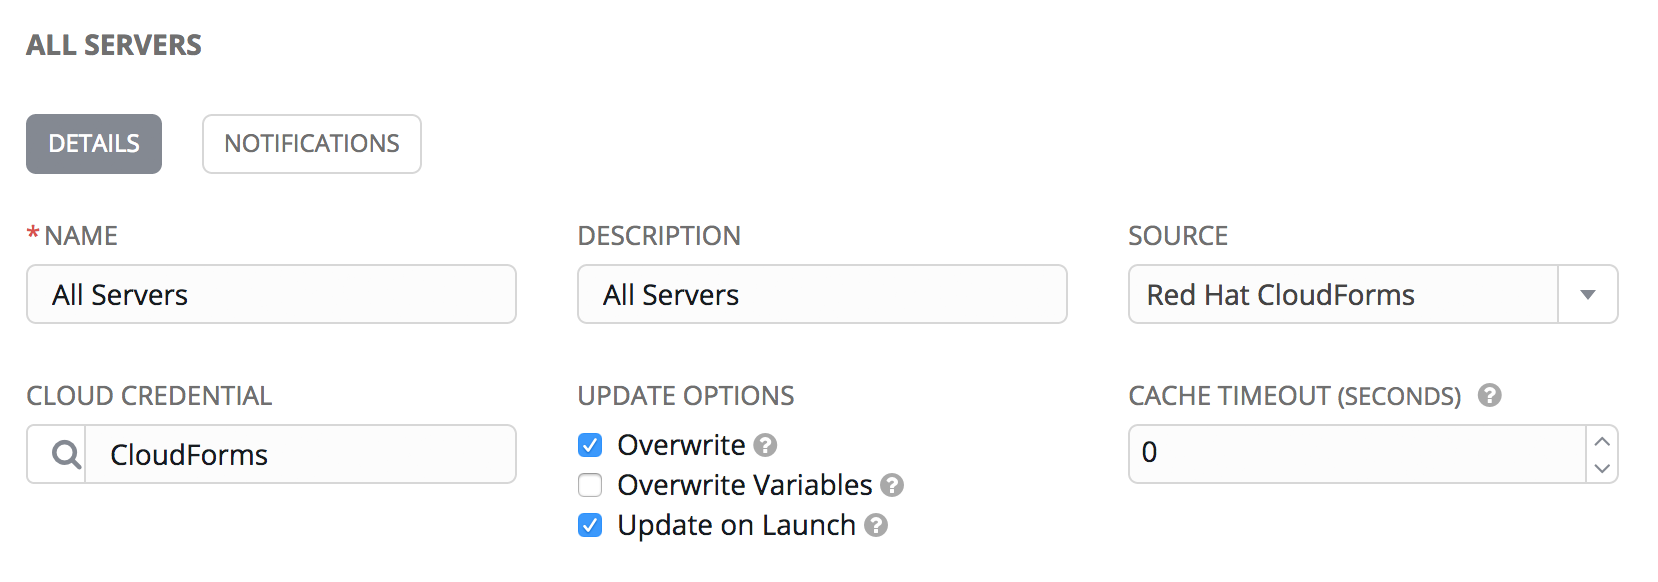 ALL SERVERS
DETAILS
NOTIFICATIONS
*NAME
DESCRIPTION
SOURCE
All Servers
All Servers
Red Hat CloudForms
CLOUD CREDENTIAL
UPDATE OPTIONS
CACHE TIMEOUT (SECONDS) ?
CloudForms
Overwrite ?
Overwrite Variables ?
Update on Launch ?
0